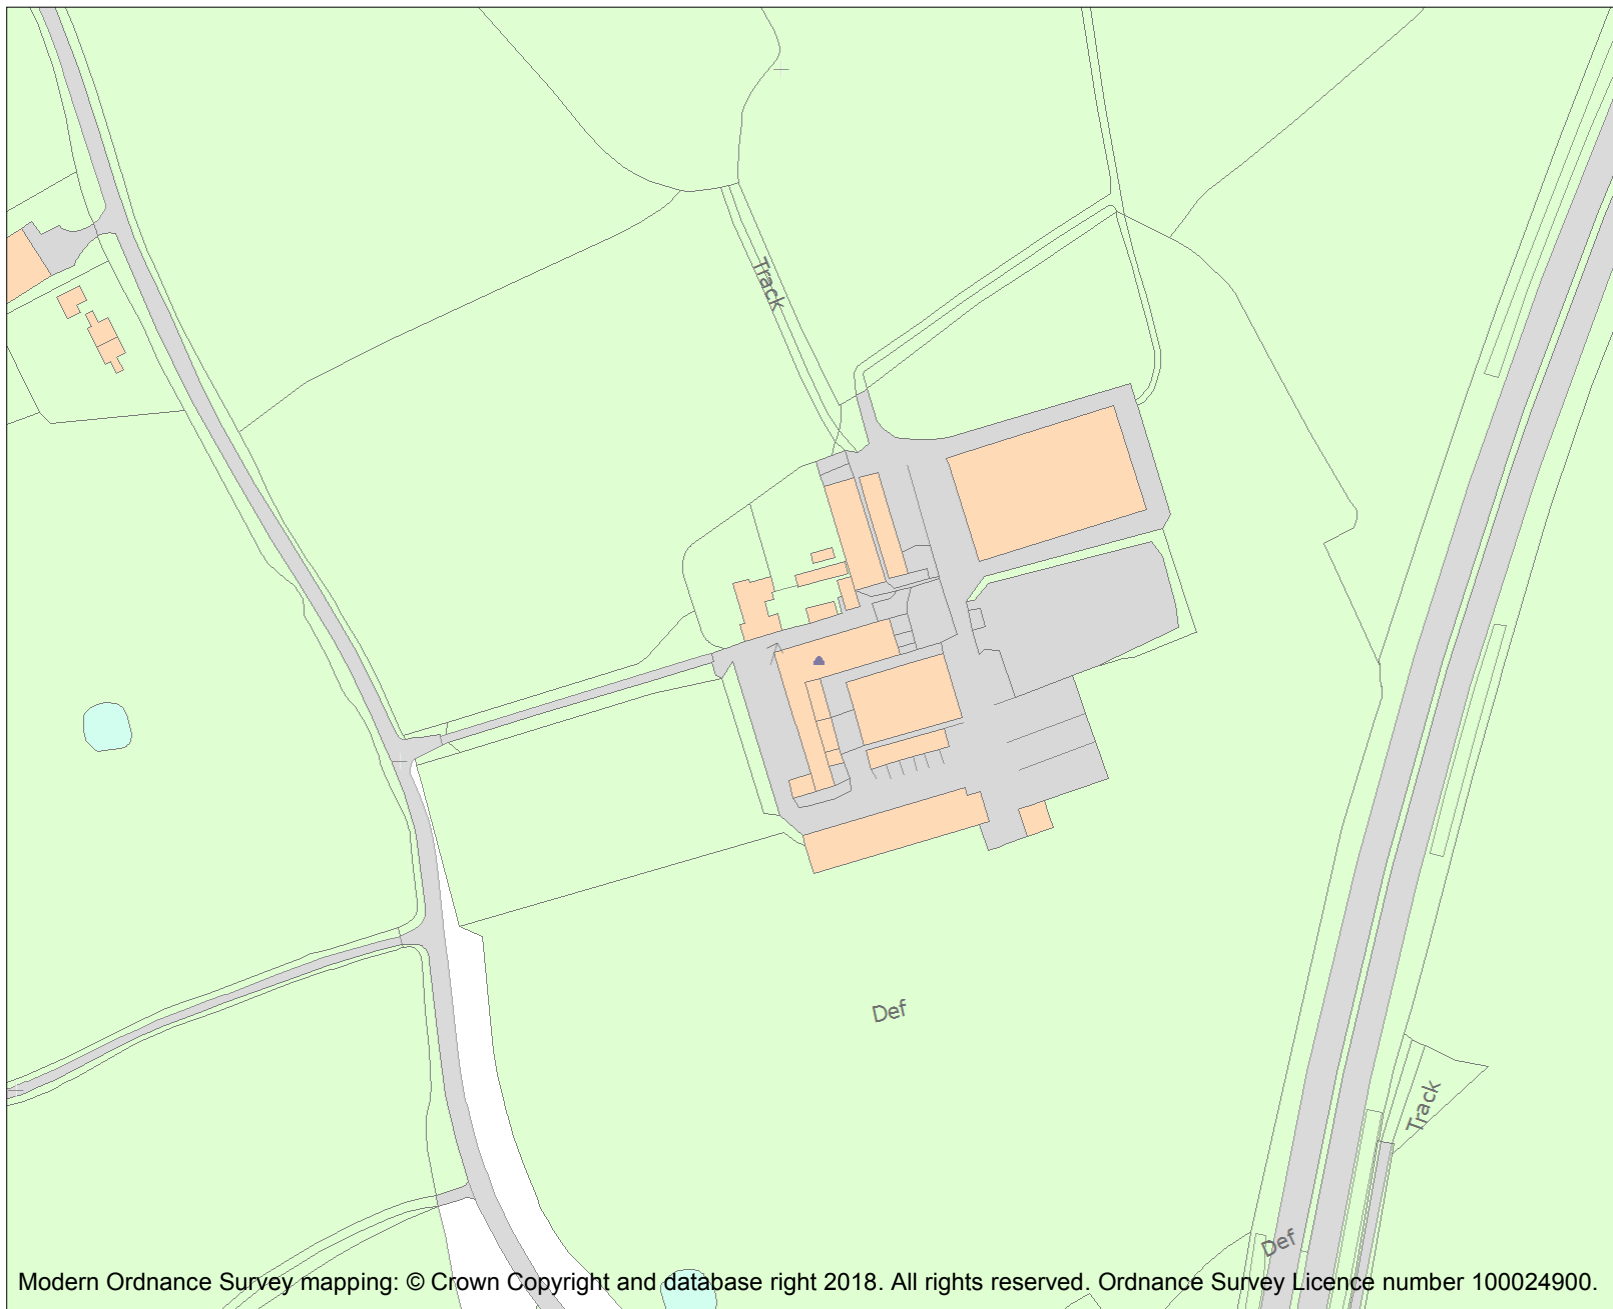 Track
Def
Track
Def
Modern Ordnance Survey mapping: © Crown Copyright and database right 2018. All rights reserved. Ordnance Survey Licence number 100024900.